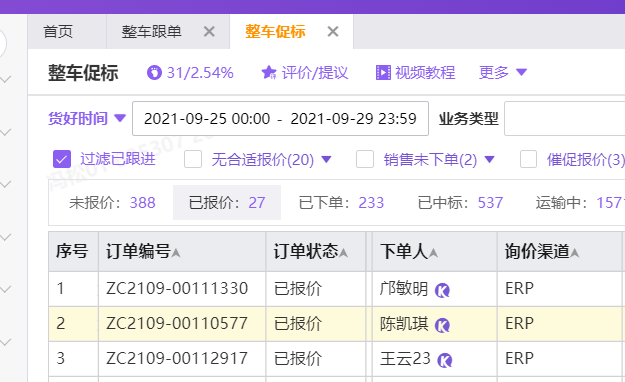 首页 整车跟单 整车促标
整车促标 31/2.54% 评价/提议 视频教程 更多
货好时间 2021-09-25 00:00 - 2021-09-29 23:59 业务类型
过滤已跟进 无合适报价(20) 销售未下单(2) 催促报价(3)
未报价：388 已报价：27 已下单：233 已中标：537 运输中：157
序号 订单编号 订单状态 下单人 询价渠道
1 ZC2109-00111330 已报价 邝敏明 ERP
2 ZC2109-00110577 已报价 陈凯琪 ERP
3 ZC2109-00112917 已报价 王云23 ERP